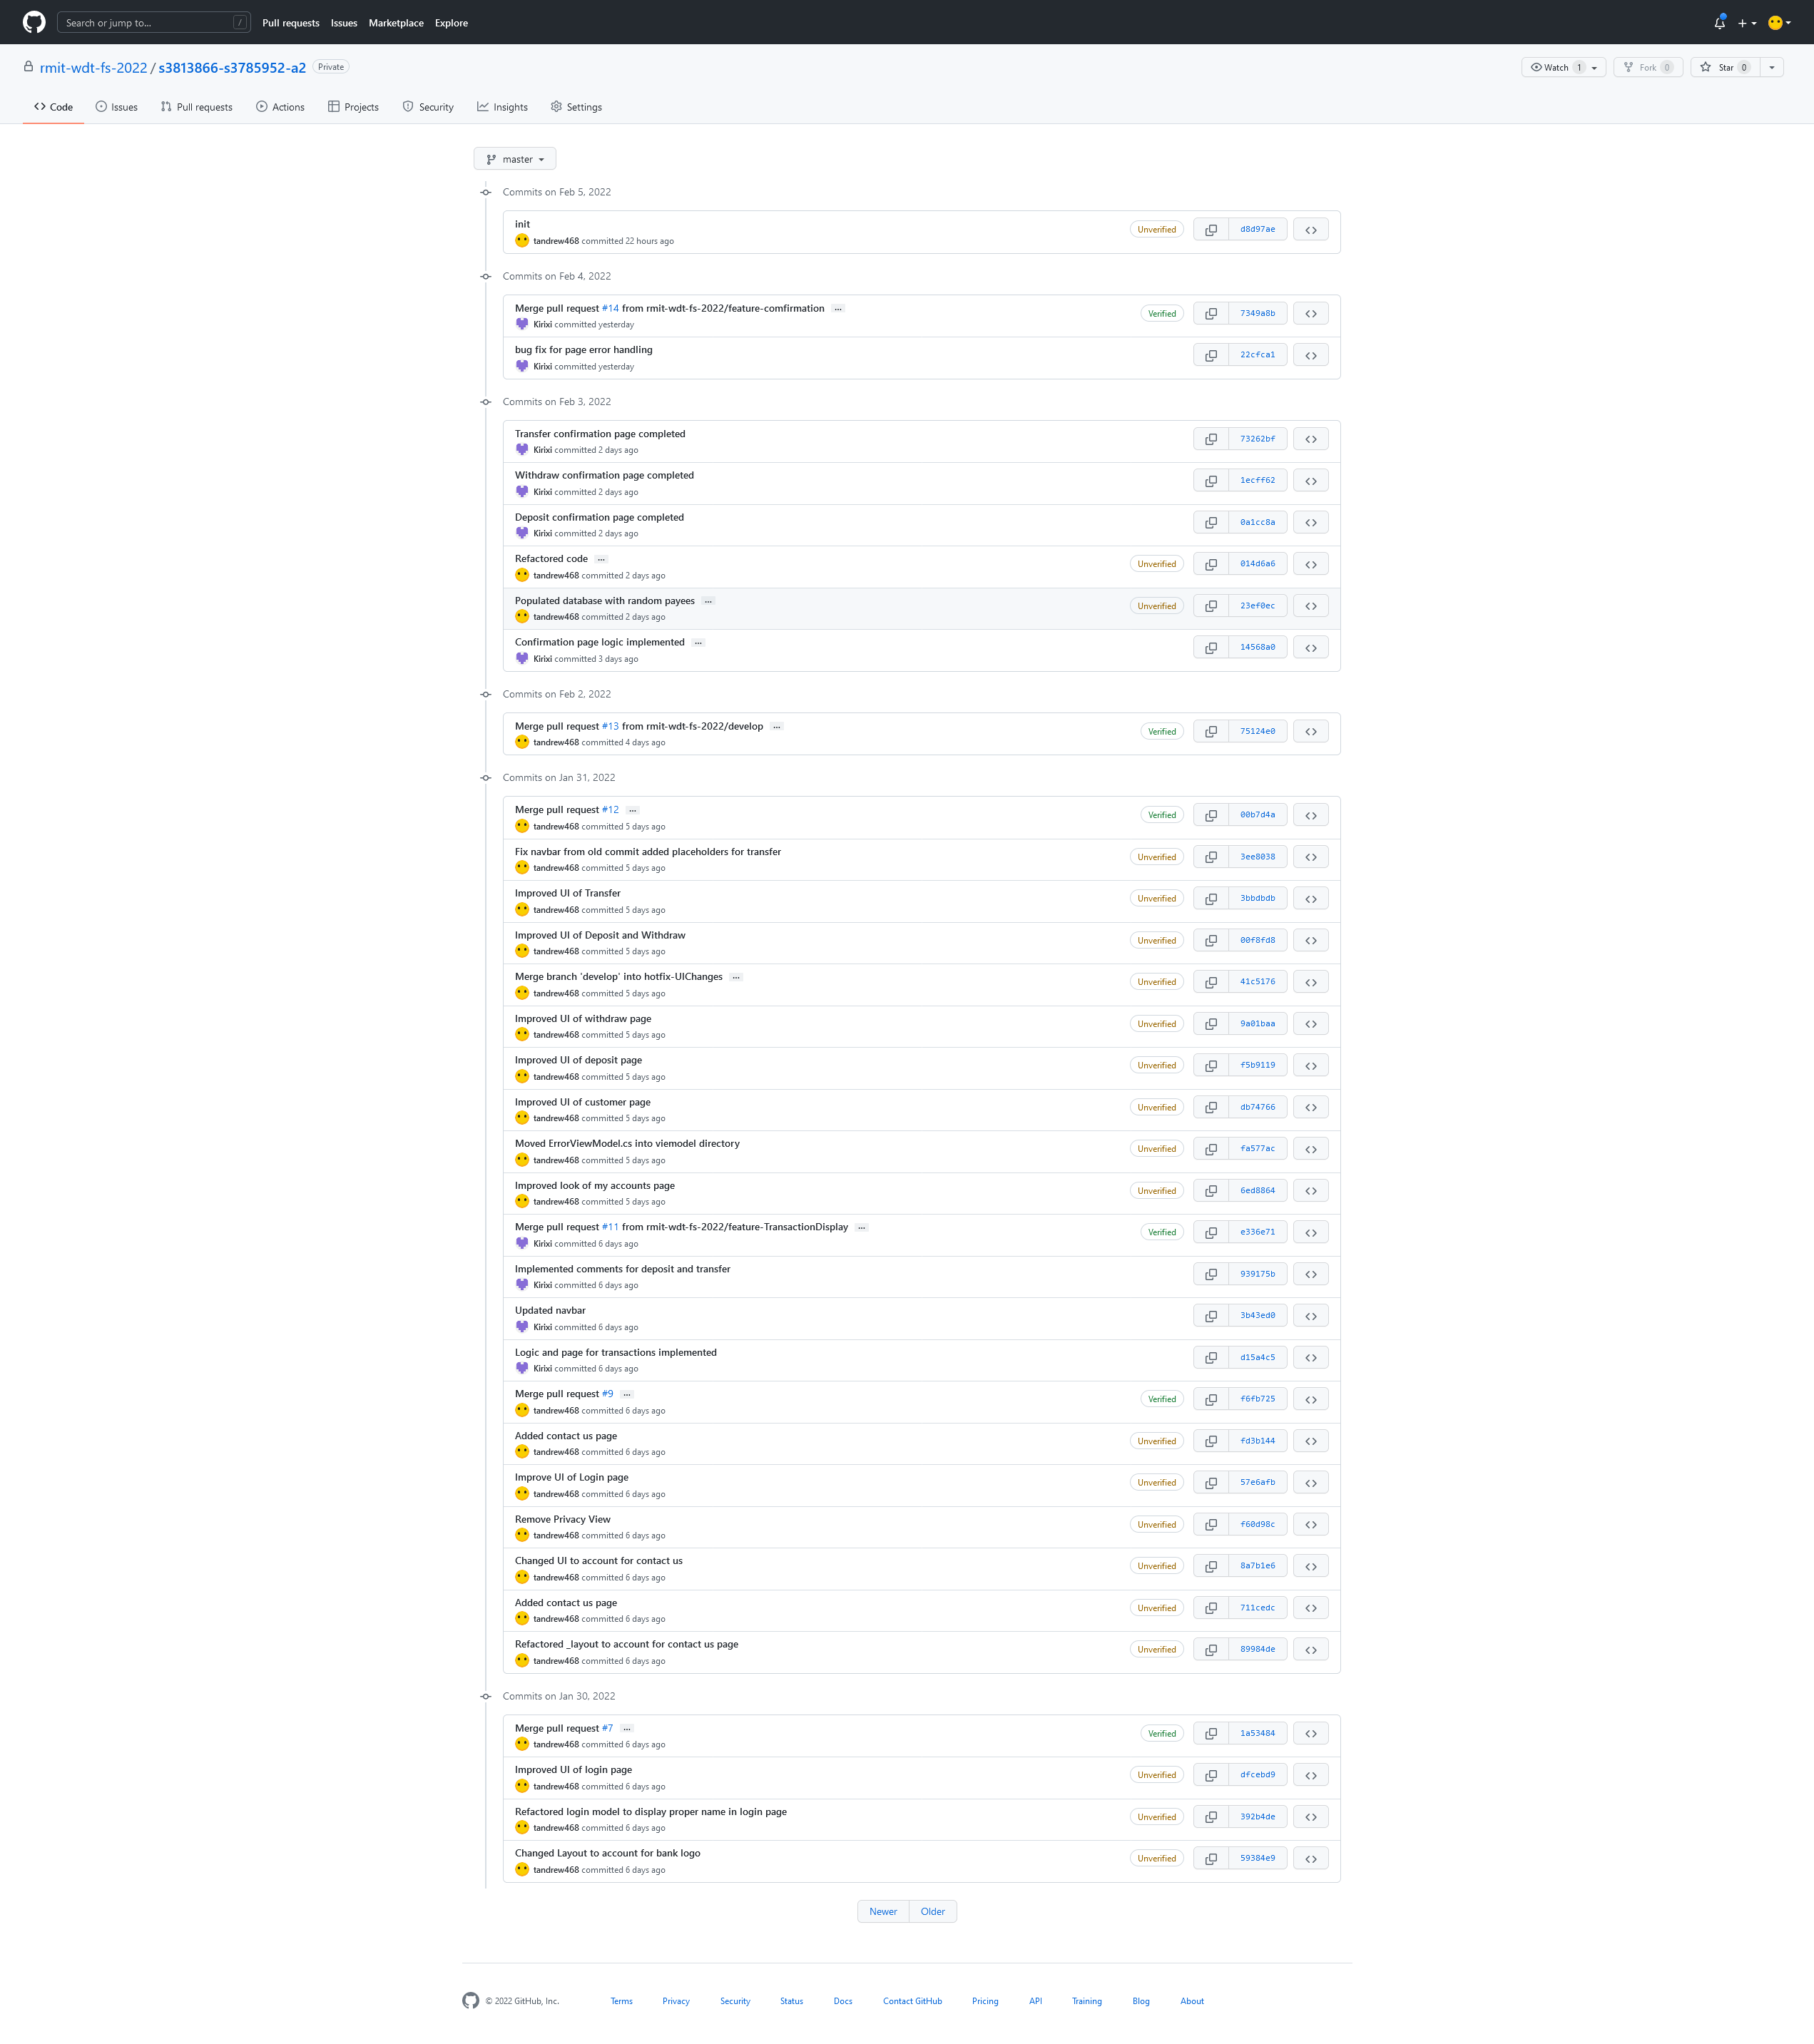 Search or jump to... /
Pull requests Issues Marketplace Explore
rmit-wdt-fs-2022 / s3813866-s3785952-a2 Private
Watch 1 Fork 0 Star 0
Code Issues Pull requests Actions Projects Security Insights Settings
master
Commits on Feb 5, 2022
init
Unverified d8d97ae
tandrew468 committed 22 hours ago
Commits on Feb 4, 2022
Merge pull request #14 from rmit-wdt-fs-2022/feature-comfirmation ...
Verified 7349a8b
Kirixi committed yesterday
bug fix for page error handling
22cfca1
Kirixi committed yesterday
Commits on Feb 3, 2022
Transfer confirmation page completed
73262bf
Kirixi committed 2 days ago
Withdraw confirmation page completed
1ecff62
Kirixi committed 2 days ago
Deposit confirmation page completed
0a1cc8a
Kirixi committed 2 days ago
Refactored code ...
Unverified 014d6a6
tandrew468 committed 2 days ago
Populated database with random payees ...
Unverified 23ef0ec
tandrew468 committed 2 days ago
Confirmation page logic implemented ...
14568a0
Kirixi committed 3 days ago
Commits on Feb 2, 2022
Merge pull request #13 from rmit-wdt-fs-2022/develop ...
Verified 75124e0
tandrew468 committed 4 days ago
Commits on Jan 31, 2022
Merge pull request #12 ...
Verified 00b7d4a
tandrew468 committed 5 days ago
Fix navbar from old commit added placeholders for transfer
Unverified 3ee8038
tandrew468 committed 5 days ago
Improved UI of Transfer
Unverified 3bbdbdb
tandrew468 committed 5 days ago
Improved UI of Deposit and Withdraw
Unverified 00f8fd8
tandrew468 committed 5 days ago
Merge branch 'develop' into hotfix-UIChanges ...
Unverified 41c5176
tandrew468 committed 5 days ago
Improved UI of withdraw page
Unverified 9a01baa
tandrew468 committed 5 days ago
Improved UI of deposit page
Unverified f5b9119
tandrew468 committed 5 days ago
Improved UI of customer page
Unverified db74766
tandrew468 committed 5 days ago
Moved ErrorViewModel.cs into viemodel directory
Unverified fa577ac
tandrew468 committed 5 days ago
Improved look of my accounts page
Unverified 6ed8864
tandrew468 committed 5 days ago
Merge pull request #11 from rmit-wdt-fs-2022/feature-TransactionDisplay ...
Verified e336e71
Kirixi committed 6 days ago
Implemented comments for deposit and transfer
939175b
Kirixi committed 6 days ago
Updated navbar
3b43ed0
Kirixi committed 6 days ago
Logic and page for transactions implemented
d15a4c5
Kirixi committed 6 days ago
Merge pull request #9 ...
Verified f6fb725
tandrew468 committed 6 days ago
Added contact us page
Unverified fd3b144
tandrew468 committed 6 days ago
Improve UI of Login page
Unverified 57e6afb
tandrew468 committed 6 days ago
Remove Privacy View
Unverified f60d98c
tandrew468 committed 6 days ago
Changed UI to account for contact us
Unverified 8a7b1e6
tandrew468 committed 6 days ago
Added contact us page
Unverified 711cedc
tandrew468 committed 6 days ago
Refactored _layout to account for contact us page
Unverified 89984de
tandrew468 committed 6 days ago
Commits on Jan 30, 2022
Merge pull request #7 ...
Verified 1a53484
tandrew468 committed 6 days ago
Improved UI of login page
Unverified dfcebd9
tandrew468 committed 6 days ago
Refactored login model to display proper name in login page
Unverified 392b4de
tandrew468 committed 6 days ago
Changed Layout to account for bank logo
Unverified 59384e9
tandrew468 committed 6 days ago
Newer Older
© 2022 GitHub, Inc. Terms Privacy Security Status Docs Contact GitHub Pricing API Training Blog About